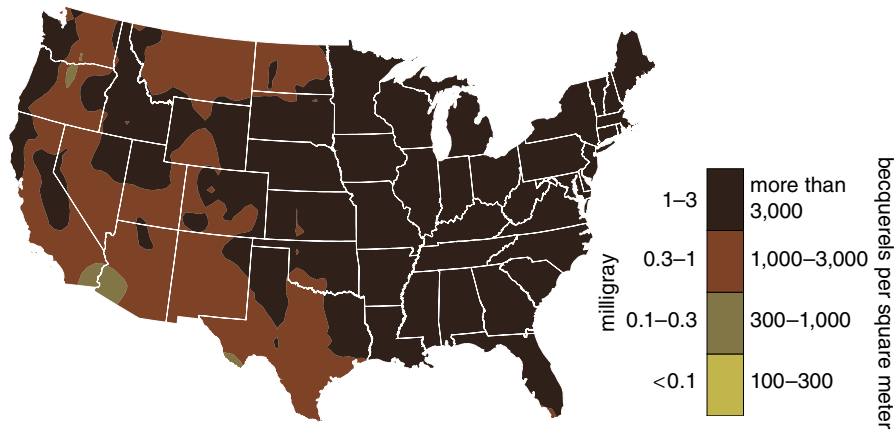 1–3
more than
3,000
0.3–1
1,000–3,000
0.1–0.3
300–1,000
<0.1
100–300
milligray
becquerels per square meter